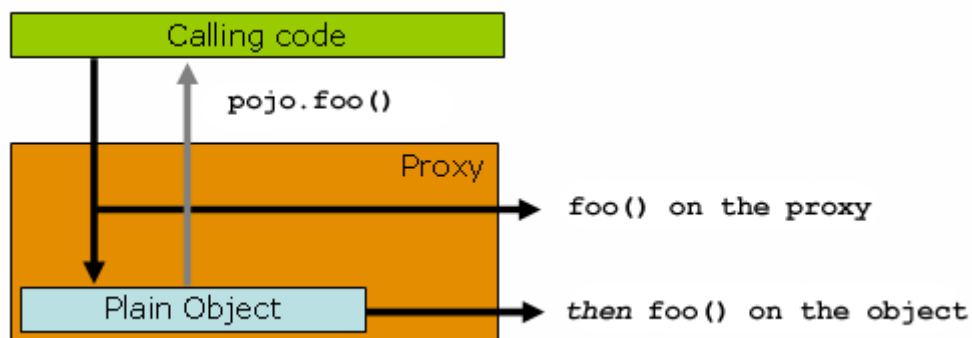 Calling code
pojo.foo()
Proxy
foo() on the proxy
Plain Object
then foo() on the object